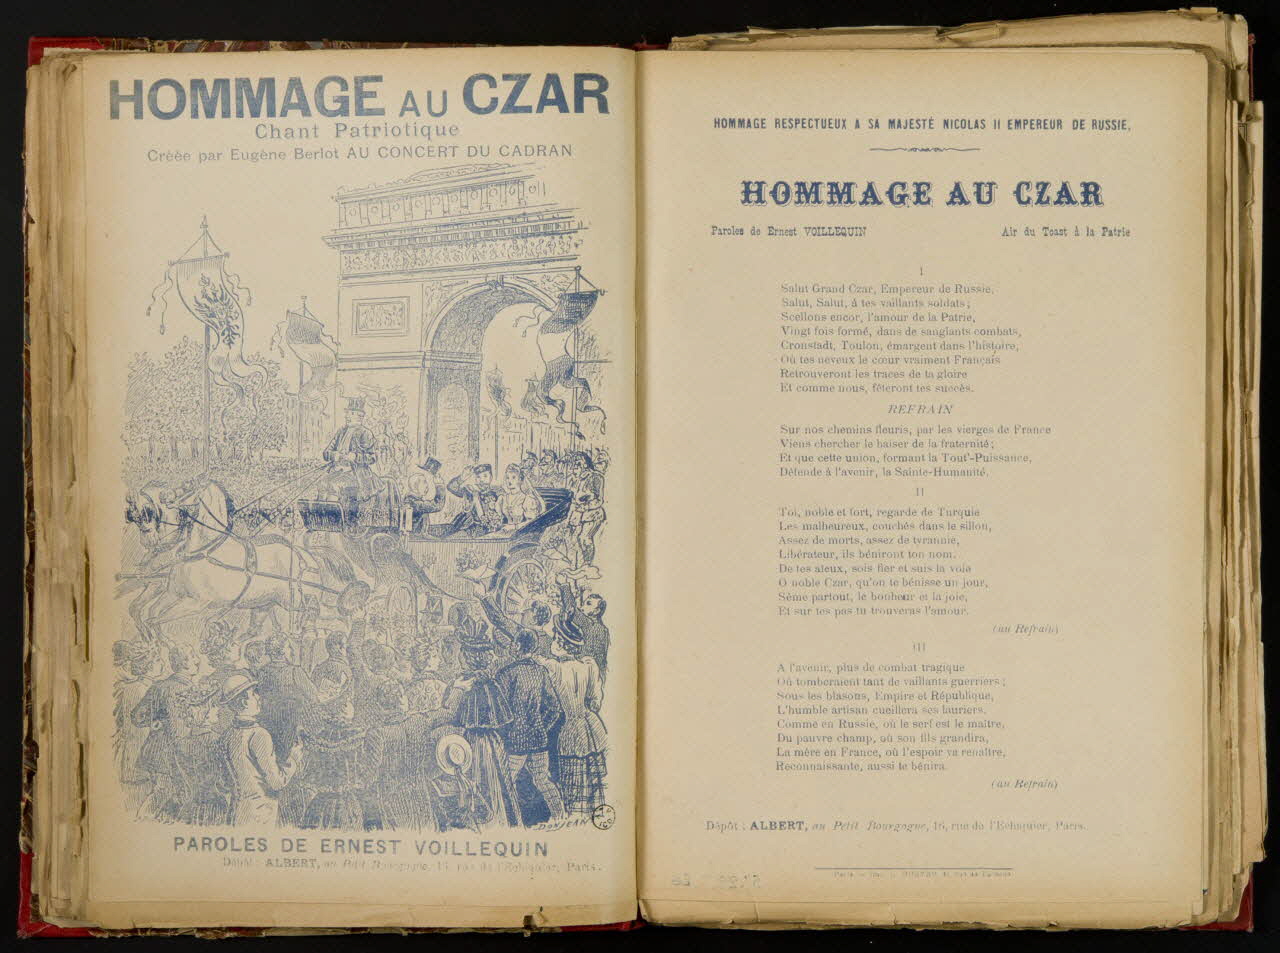 HOMMAGE AU CZAR
Chant Patriotique
Créée par Eugène Berlot AU CONCERT DU CADRAN
DONJEAN
PAROLES DE ERNEST VOILLEQUIN
Dépôt : ALBERT, au Petit Bourgogne, rue de l'Echiquier, Paris.
HOMMAGE RESPECTUEUX A SA MAJESTÉ NICOLAS II EMPEREUR DE RUSSIE,
HOMMAGE AU CZAR
Paroles de Ernest VOILLEQUIN
Air du Toast à la Patrie
I
Salut Grand Czar, Empereur de Russie,
Salut, Salut, à tes vaillants soldats ;
Scellons encor, l'amour de la Patrie,
Vingt fois formé, dans de sanglants combats,
Cronstadt, Toulon, émargent dans l'histoire,
Où tes neveux le cœur vraiment Français
Retrouveront les traces de ta gloire
Et comme nous, fêteront tes succès.
REFRAIN
Sur nos chemins fleuris, par les vierges de France
Viens chercher le baiser de la fraternité ;
Et que cette union, formant la Tout'-Puissance,
Défende à l'avenir, la Sainte-Humanité.
II
Toi, noble et fort, regarde de Turquie
Les malheureux, couchés dans le sillon,
Assez de morts, assez de tyrannie,
Libérateur, ils béniront ton nom.
De tes aïeux, sois fier et suis la voie
O noble Czar, qu'on te bénisse un jour,
Sème partout, le bonheur et la joie,
Et sur tes pas tu trouveras l'amour.
(au Refrain)
III
A l'avenir, plus de combat tragique
Où tomberaient tant de vaillants guerriers ;
Sous les blasons, Empire et République,
L'humble artisan cueillera ses lauriers.
Comme en Russie, où le serf est le maître,
Du pauvre champ, où son fils grandira,
La mère en France, où l'espoir va renaître,
Reconnaissante, aussi te bénira.
(au Refrain)
Dépôt : ALBERT, au Petit Bourgogne, 16, rue de l'Echiquier, Paris.